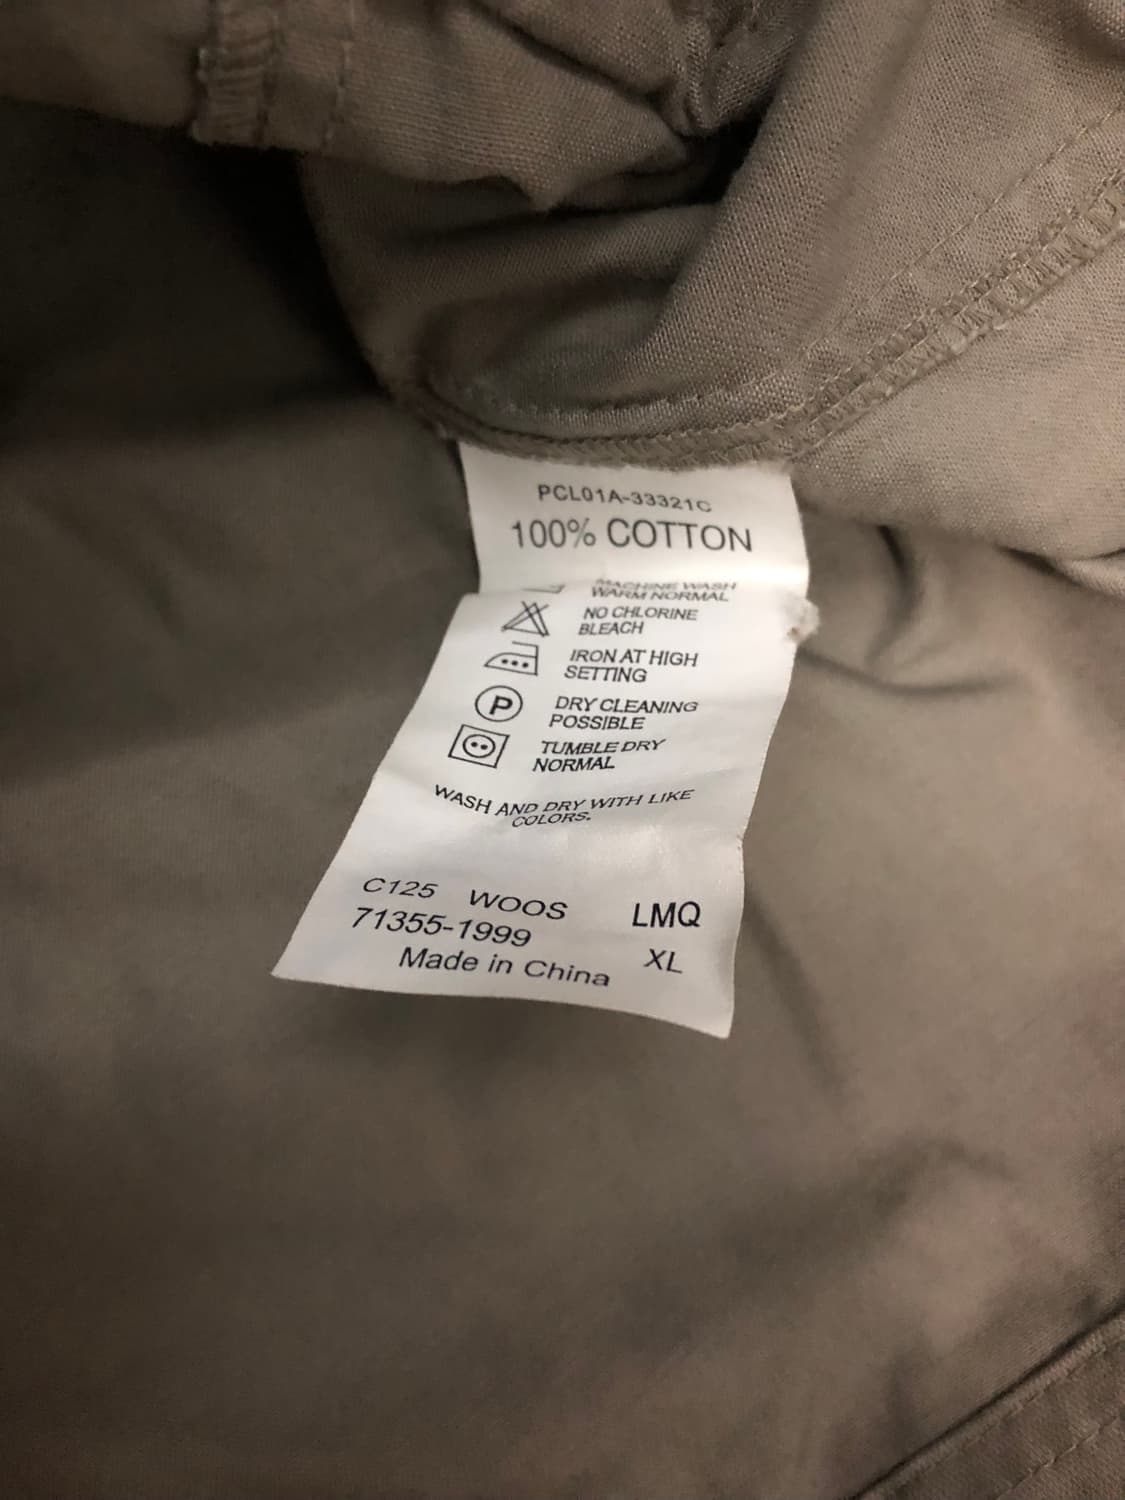 PCL01A-33321C
100% COTTON
MACHINE WASH
WARM NORMAL
NO CHLORINE
BLEACH
IRON AT HIGH
SETTING
P
DRY CLEANING
POSSIBLE
TUMBLE DRY
NORMAL
WASH AND DRY WITH LIKE
COLORS.
C125 WOOS LMQ
71355-1999
Made in China XL